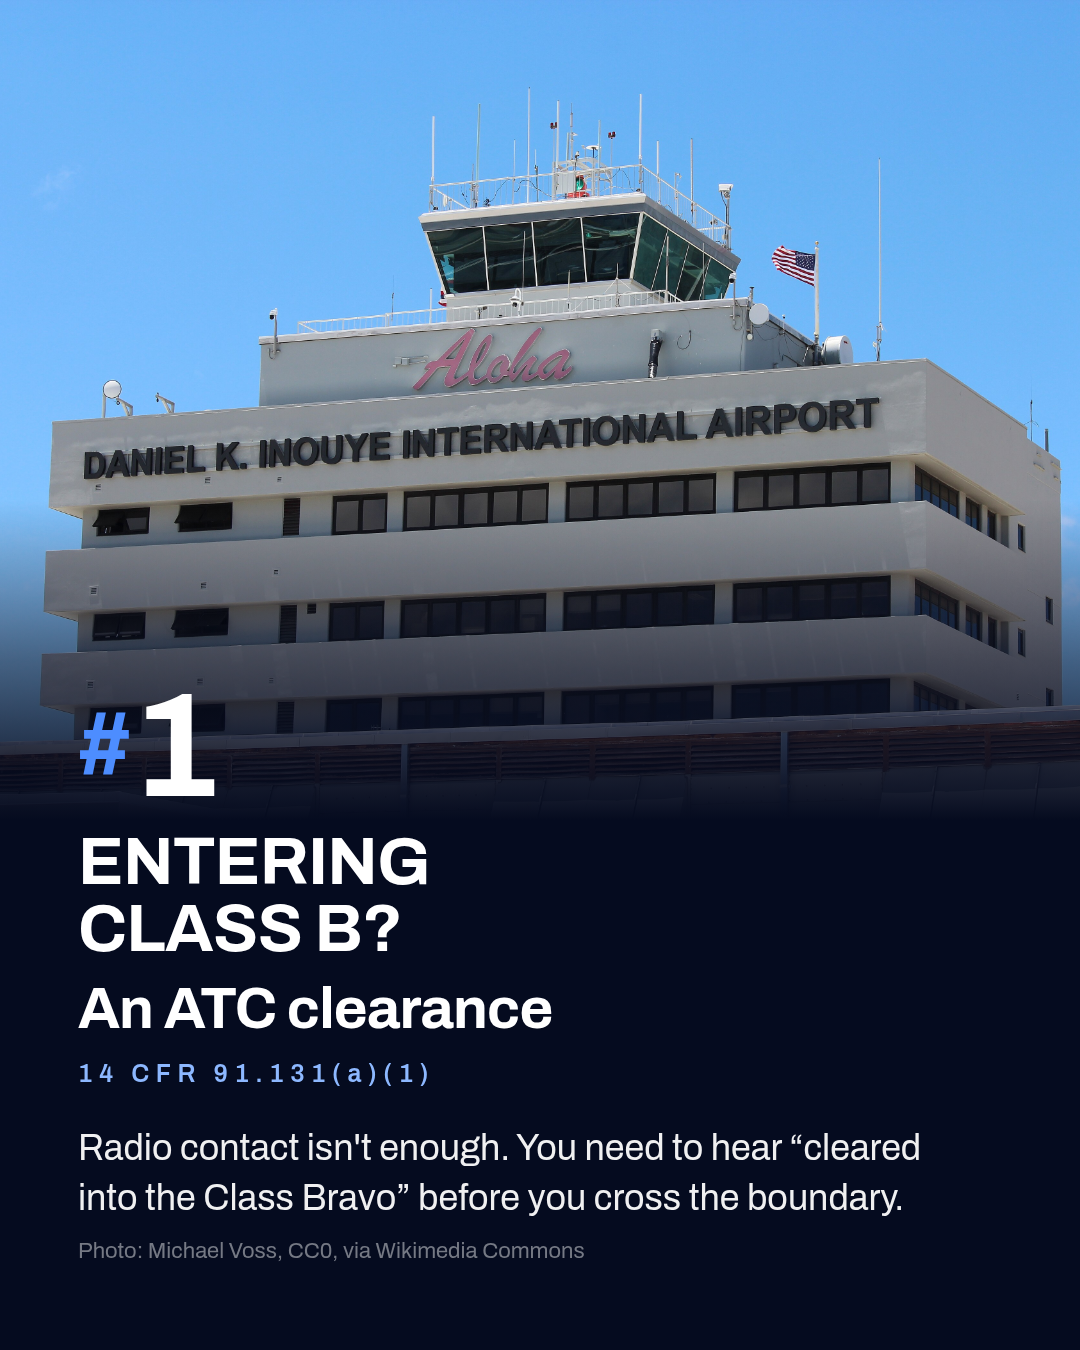 Aloha
DANIEL K. INOUYE INTERNATIONAL AIRPORT
#1
ENTERING
CLASS B?
An ATC clearance
14 CFR 91.131(a)(1)
Radio contact isn't enough. You need to hear “cleared
into the Class Bravo” before you cross the boundary.
Photo: Michael Voss, CC0, via Wikimedia Commons